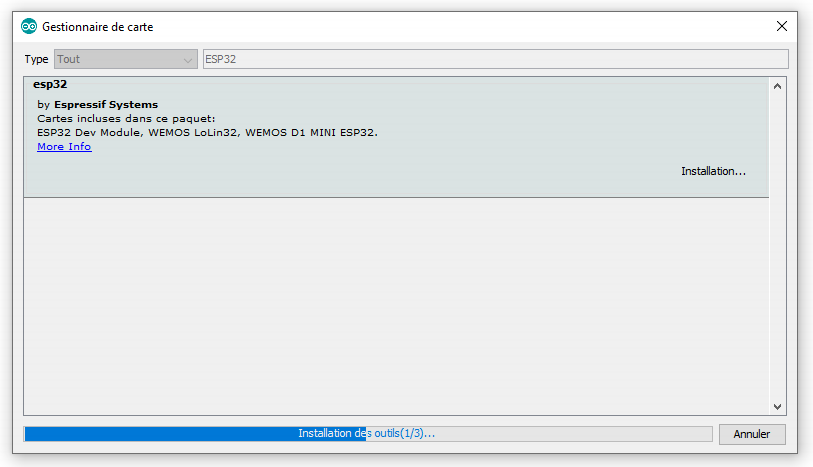 Gestionnaire de carte
Type Tout ESP32
esp32
by Espressif Systems
Cartes incluses dans ce paquet:
ESP32 Dev Module, WEMOS LoLin32, WEMOS D1 MINI ESP32.
More Info
Installation...
Installation des outils(1/3)... Annuler